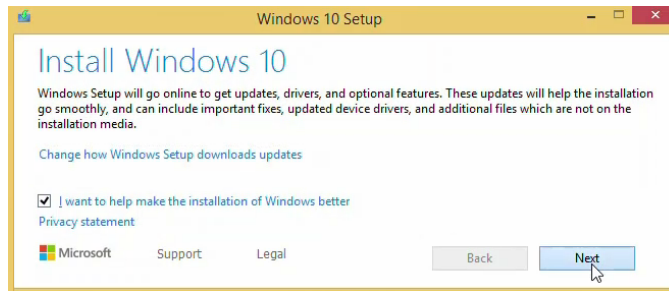 Windows 10 Setup
Install Windows 10
Windows Setup will go online to get updates, drivers, and optional features. These updates will help the installation
go smoothly, and can include important fixes, updated device drivers, and additional files which are not on the
installation media.
Change how Windows Setup downloads updates
I want to help make the installation of Windows better
Privacy statement
Microsoft Support Legal Back Next